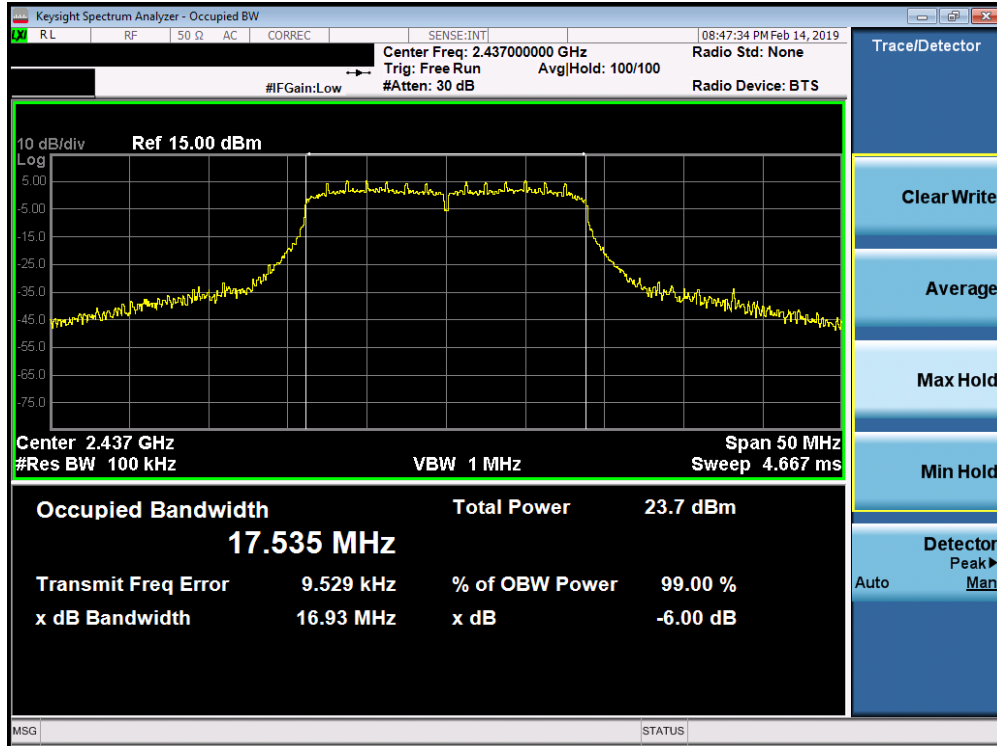 Keysight Spectrum Analyzer - Occupied BW
LXI RL RF 50 Ω AC CORREC SENSE:INT 08:47:34 PM Feb 14, 2019
Center Freq: 2.437000000 GHz Radio Std: None
Trig: Free Run Avg|Hold: 100/100
#IFGain:Low #Atten: 30 dB Radio Device: BTS
Trace/Detector
10 dB/div Ref 15.00 dBm
Log
5.00
-5.00
-15.0
-25.0
-35.0
-45.0
-55.0
-65.0
-75.0
Center 2.437 GHz Span 50 MHz
#Res BW 100 kHz VBW 1 MHz Sweep 4.667 ms
Occupied Bandwidth Total Power 23.7 dBm
17.535 MHz
Transmit Freq Error 9.529 kHz % of OBW Power 99.00 %
x dB Bandwidth 16.93 MHz x dB -6.00 dB
Clear Write
Average
Max Hold
Min Hold
Detector
Peak▶
Auto Man
MSG STATUS